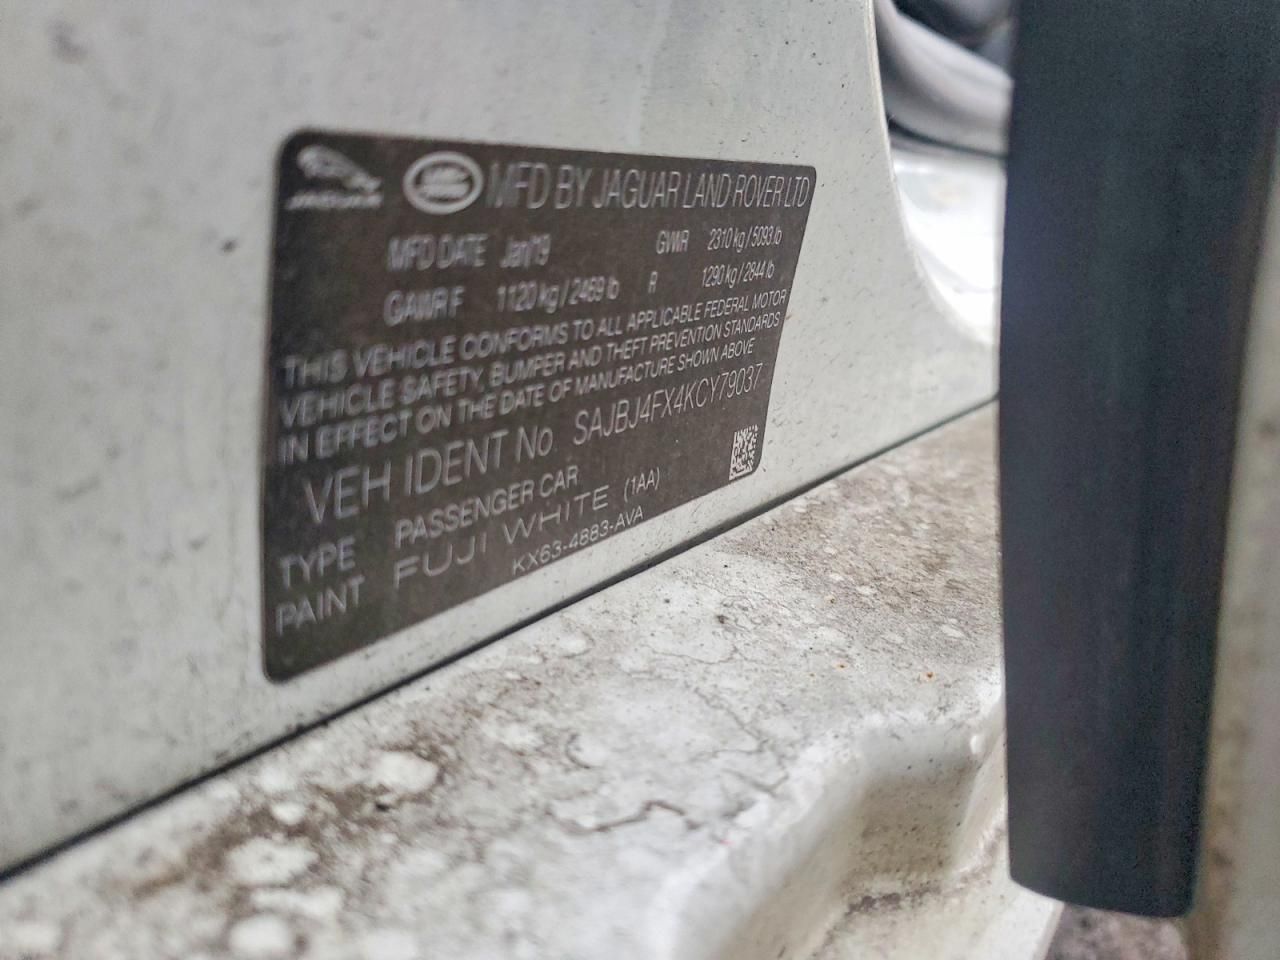 JAGUAR LAND ROVER MFD BY JAGUAR LAND ROVER LTD
MFD DATE Jan/19 GVWR 2310 kg / 5093 lb
GAWR F 1120 kg / 2469 lb R 1290 kg / 2844 lb
THIS VEHICLE CONFORMS TO ALL APPLICABLE FEDERAL MOTOR
VEHICLE SAFETY, BUMPER AND THEFT PREVENTION STANDARDS
IN EFFECT ON THE DATE OF MANUFACTURE SHOWN ABOVE
VEH IDENT No. SAJBJ4FX4KCY79037
TYPE PASSENGER CAR
PAINT FUJI WHITE (1AA)
KX63-4683-AVA